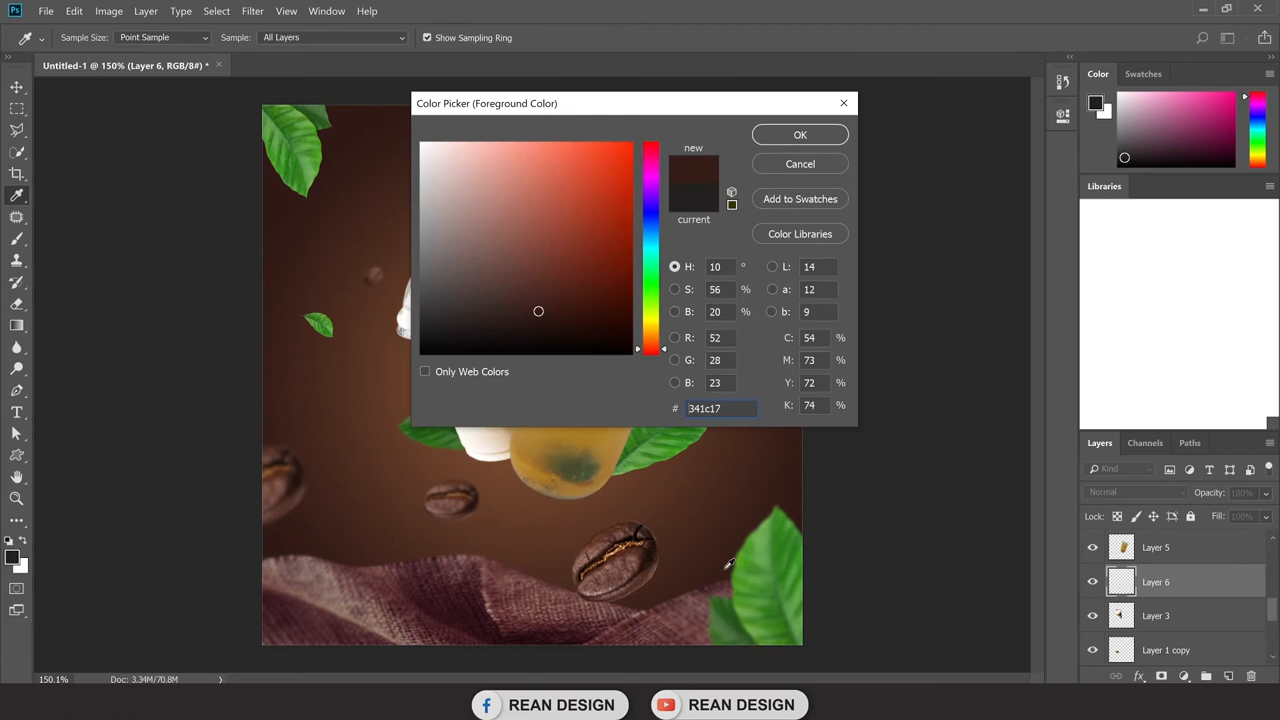 Ps File Edit Image Layer Type Select Filter View Window Help
Sample Size: Point Sample Sample: All Layers Show Sampling Ring
Untitled-1 @ 150% (Layer 6, RGB/8#) *
Color Picker (Foreground Color)
new
current
OK
Cancel
Add to Swatches
Color Libraries
H: 10 °
S: 56 %
B: 20 %
R: 52
G: 28
B: 23
# 341c17
L: 14
a: 12
b: 9
C: 54 %
M: 73 %
Y: 72 %
K: 74 %
Only Web Colors
Color Swatches
Libraries
Layers Channels Paths
Kind
Normal Opacity: 100%
Lock: Fill: 100%
Layer 5
Layer 6
Layer 3
Layer 1 copy
fx
150.1% Doc: 3.34M/70.8M
REAN DESIGN REAN DESIGN